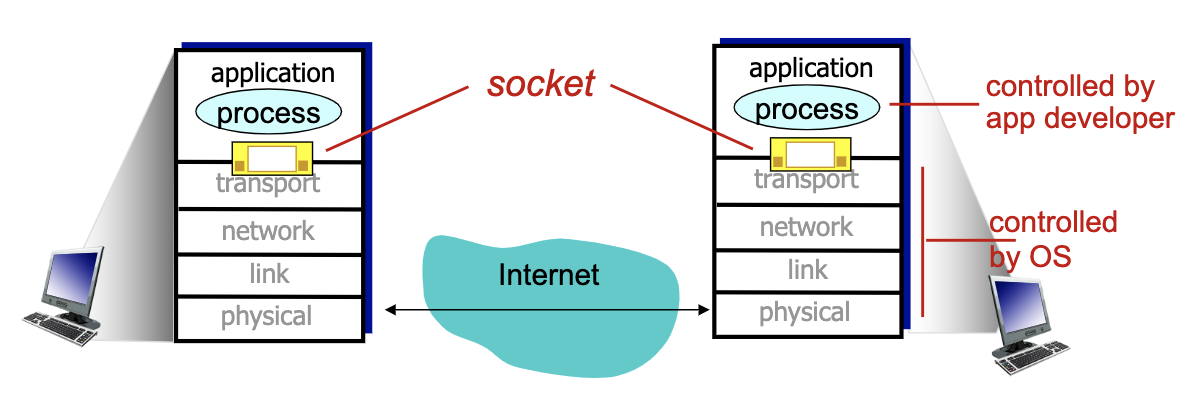 application
process
transport
network
link
physical
socket
Internet
application
process
transport
network
link
physical
controlled by
app developer
controlled
by OS